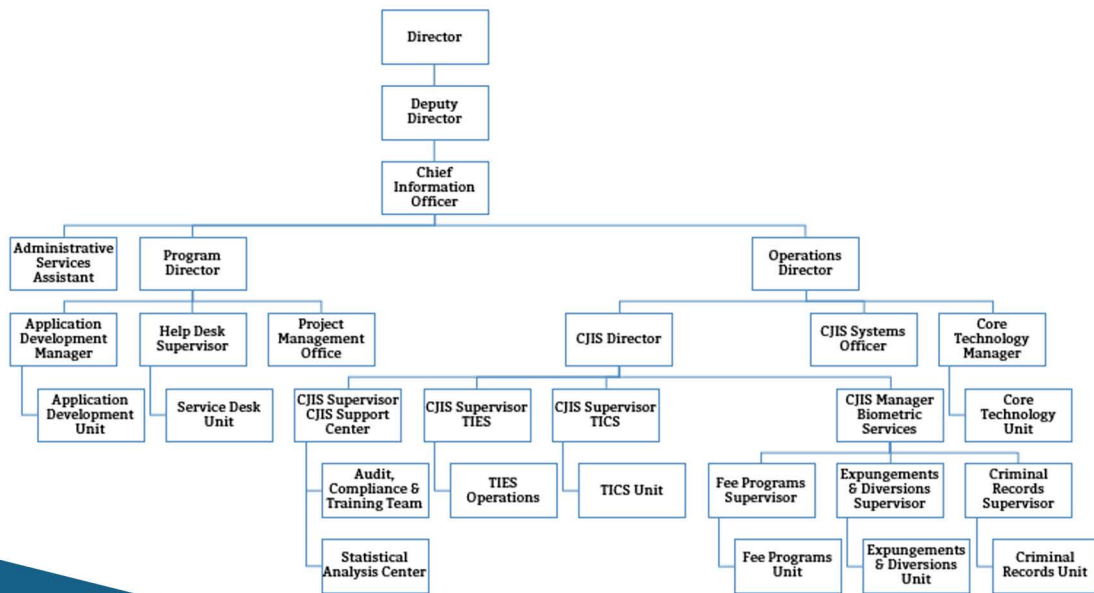 Director
Deputy
Director
Chief
Information
Officer
Administrative
Services
Assistant
Program
Director
Operations
Director
Application
Development
Manager
Help Desk
Supervisor
Project
Management
Office
CJIS Director
CJIS Systems
Officer
Core
Technology
Manager
Application
Development
Unit
Service Desk
Unit
CJIS Supervisor
CJIS Support
Center
CJIS Supervisor
TIES
CJIS Supervisor
TICS
CJIS Manager
Biometric
Services
Core
Technology
Unit
Audit,
Compliance &
Training Team
TIES
Operations
TICS Unit
Fee Programs
Supervisor
Expungements
& Diversions
Supervisor
Criminal
Records
Supervisor
Statistical
Analysis Center
Fee Programs
Unit
Expungements
& Diversions
Unit
Criminal
Records Unit